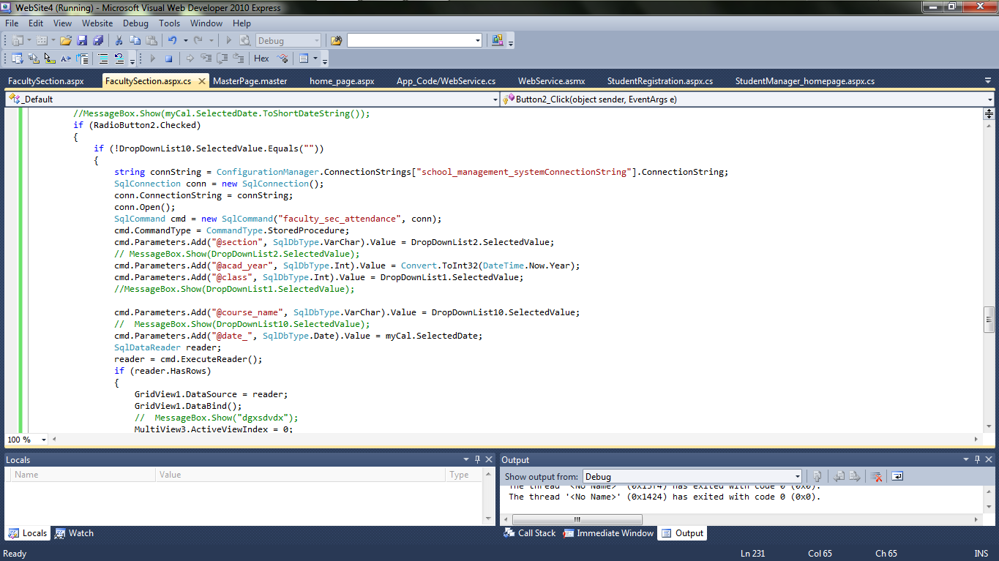 WebSite4 (Running) - Microsoft Visual Web Developer 2010 Express
File Edit View Website Debug Tools Window Help
Debug
Hex
FacultySection.aspx FacultySection.aspx.cs MasterPage.master home_page.aspx App_Code/WebService.cs WebService.asmx StudentRegistration.aspx.cs StudentManager_homepage.aspx.cs
_Default Button2_Click(object sender, EventArgs e)
//MessageBox.Show(myCal.SelectedDate.ToShortDateString());
if (RadioButton2.Checked)
{
if (!DropDownList10.SelectedValue.Equals(""))
{
string connString = ConfigurationManager.ConnectionStrings["school_management_systemConnectionString"].ConnectionString;
SqlConnection conn = new SqlConnection();
conn.ConnectionString = connString;
conn.Open();
SqlCommand cmd = new SqlCommand("faculty_sec_attendance", conn);
cmd.CommandType = CommandType.StoredProcedure;
cmd.Parameters.Add("@section", SqlDbType.VarChar).Value = DropDownList2.SelectedValue;
// MessageBox.Show(DropDownList2.SelectedValue);
cmd.Parameters.Add("@acad_year", SqlDbType.Int).Value = Convert.ToInt32(DateTime.Now.Year);
cmd.Parameters.Add("@class", SqlDbType.Int).Value = DropDownList1.SelectedValue;
//MessageBox.Show(DropDownList1.SelectedValue);
cmd.Parameters.Add("@course_name", SqlDbType.VarChar).Value = DropDownList10.SelectedValue;
//  MessageBox.Show(DropDownList10.SelectedValue);
cmd.Parameters.Add("@date_", SqlDbType.Date).Value = myCal.SelectedDate;
SqlDataReader reader;
reader = cmd.ExecuteReader();
if (reader.HasRows)
{
GridView1.DataSource = reader;
GridView1.DataBind();
//  MessageBox.Show("dgxsdvdx");
MultiView3.ActiveViewIndex = 0;
100 %
Locals
Name Value Type
Output
Show output from: Debug
The thread '<No Name>' (0x15f4) has exited with code 0 (0x0).
The thread '<No Name>' (0x1424) has exited with code 0 (0x0).
Locals Watch
Call Stack Immediate Window Output
Ready Ln 231 Col 65 Ch 65 INS